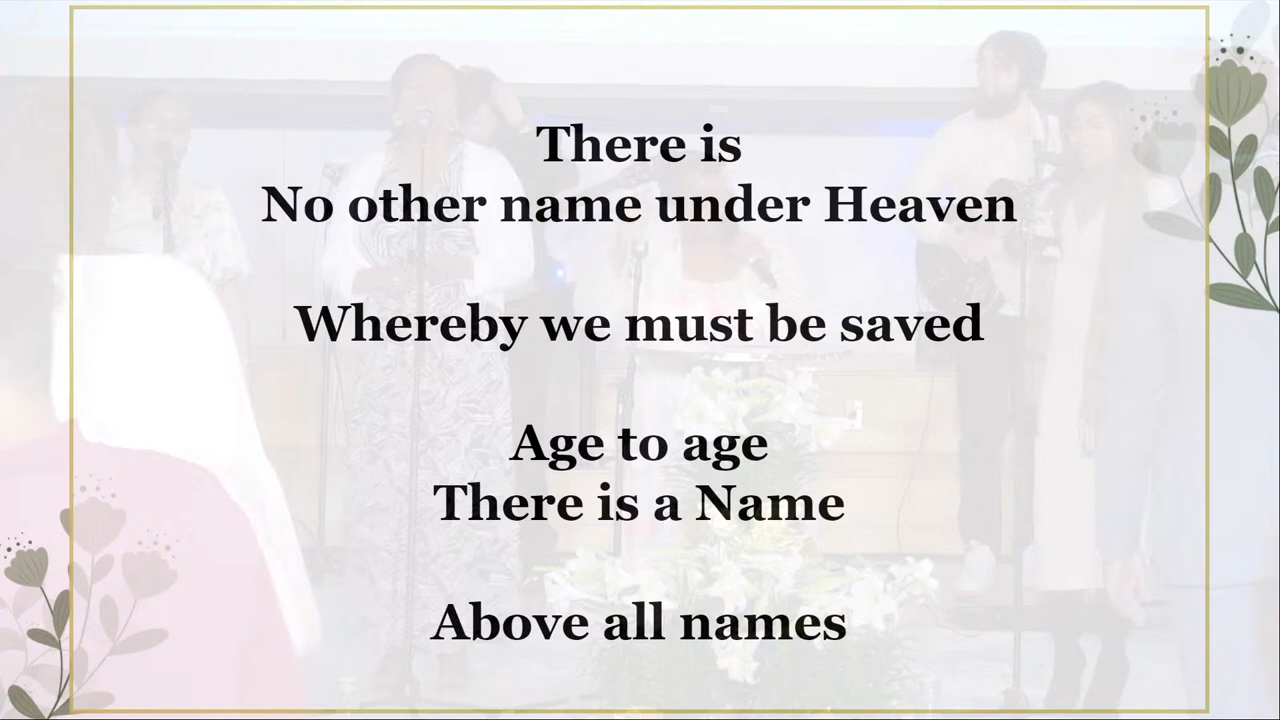 There is
No other name under Heaven
Whereby we must be saved
Age to age
There is a Name
Above all names